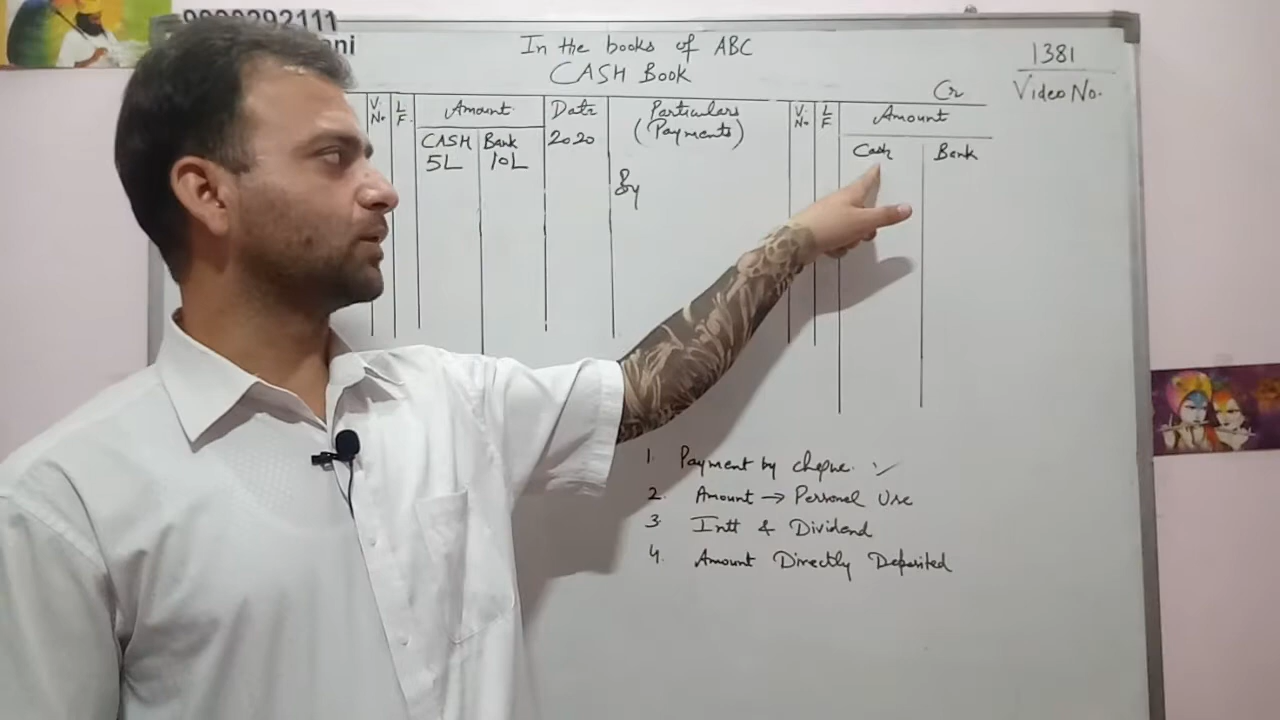 In the books of ABC
CASH Book
1381
Video No.
Cr
V. No. L F. Amount Date Particulars V. No. L F Amount
CASH Bank 2020 (Payments) Cash Bank
5L 10L
By
1. Payment by cheque.
2. Amount → Personal Use
3 Intt & Dividend
4. Amount Directly Deposited